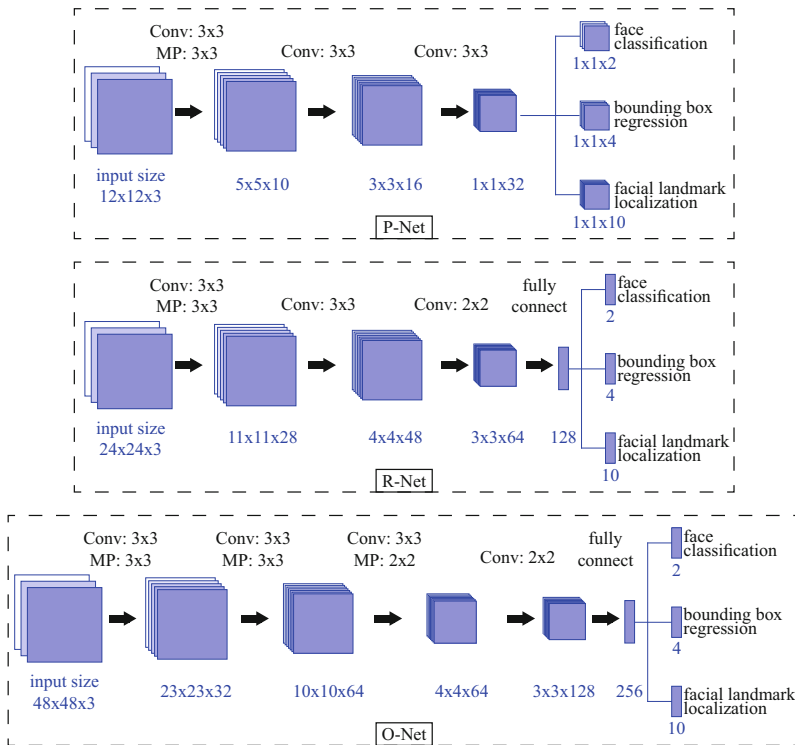 Conv: 3x3
MP: 3x3
Conv: 3x3
Conv: 3x3
face
classification
1x1x2
bounding box
regression
1x1x4
facial landmark
localization
1x1x10
input size
12x12x3
5x5x10
3x3x16
1x1x32
P-Net
Conv: 3x3
MP: 3x3
Conv: 3x3
Conv: 2x2
fully
connect
face
classification
2
bounding box
regression
4
facial landmark
localization
10
input size
24x24x3
11x11x28
4x4x48
3x3x64
128
R-Net
Conv: 3x3
MP: 3x3
Conv: 3x3
MP: 3x3
Conv: 3x3
MP: 2x2
Conv: 2x2
fully
connect
face
classification
2
bounding box
regression
4
facial landmark
localization
10
input size
48x48x3
23x23x32
10x10x64
4x4x64
3x3x128
256
O-Net